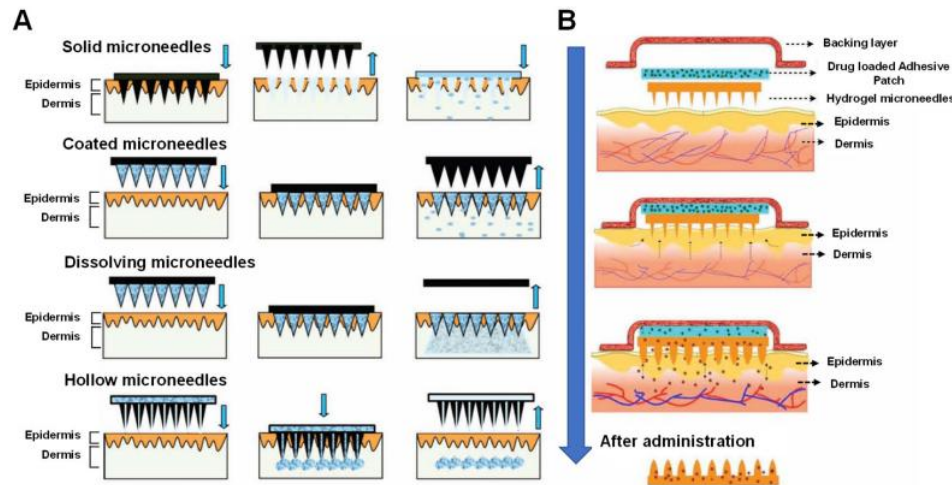 A
Solid microneedles
Epidermis
Dermis
Coated microneedles
Epidermis
Dermis
Dissolving microneedles
Epidermis
Dermis
Hollow microneedles
Epidermis
Dermis
B
Backing layer
Drug loaded Adhesive
Patch
Hydrogel microneedles
Epidermis
Dermis
Epidermis
Dermis
Epidermis
Dermis
After administration